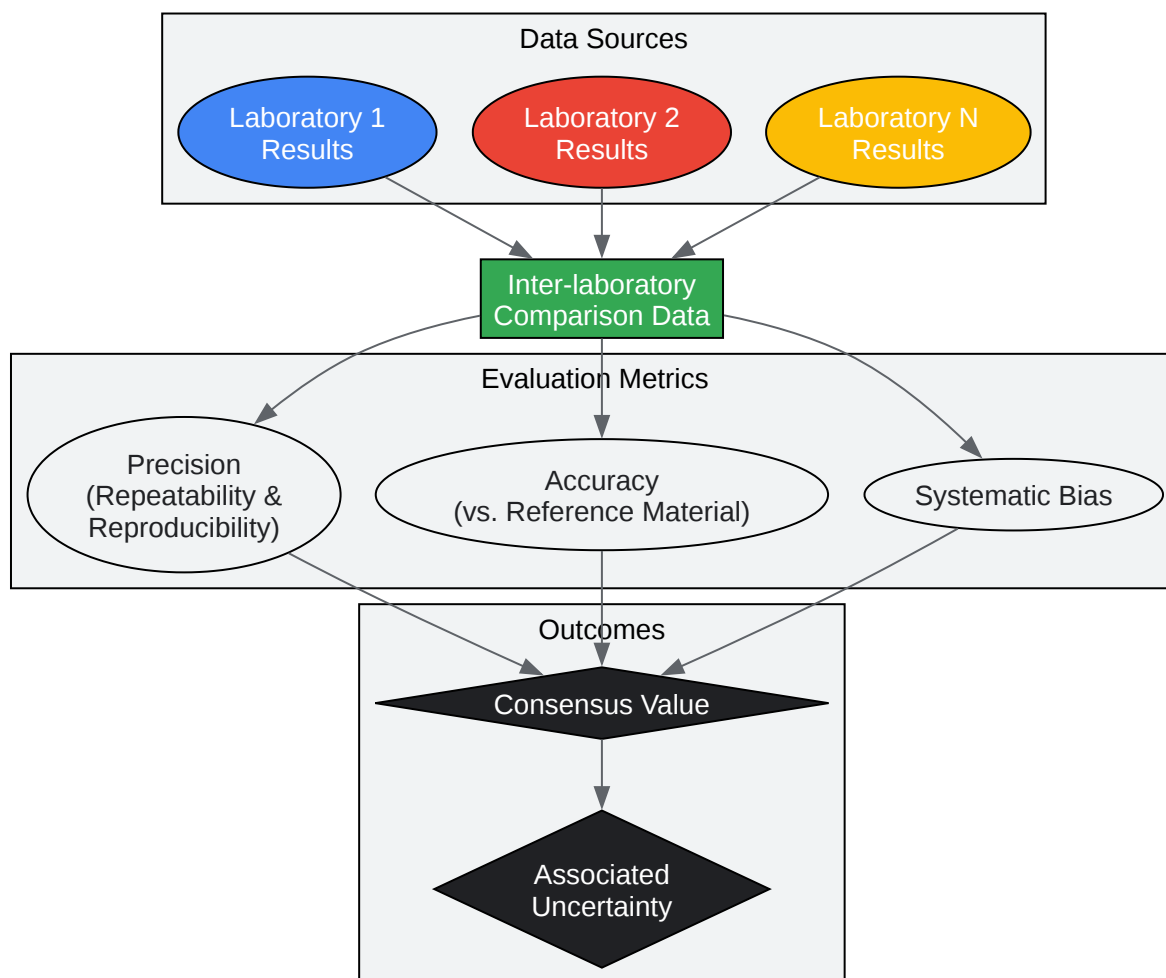 Data Sources
Laboratory 1
Results
Laboratory 2
Results
Laboratory N
Results
Inter-laboratory
Comparison Data
Evaluation Metrics
Precision
(Repeatability &
Reproducibility)
Accuracy
(vs. Reference Material)
Systematic Bias
Outcomes
Consensus Value
Associated
Uncertainty